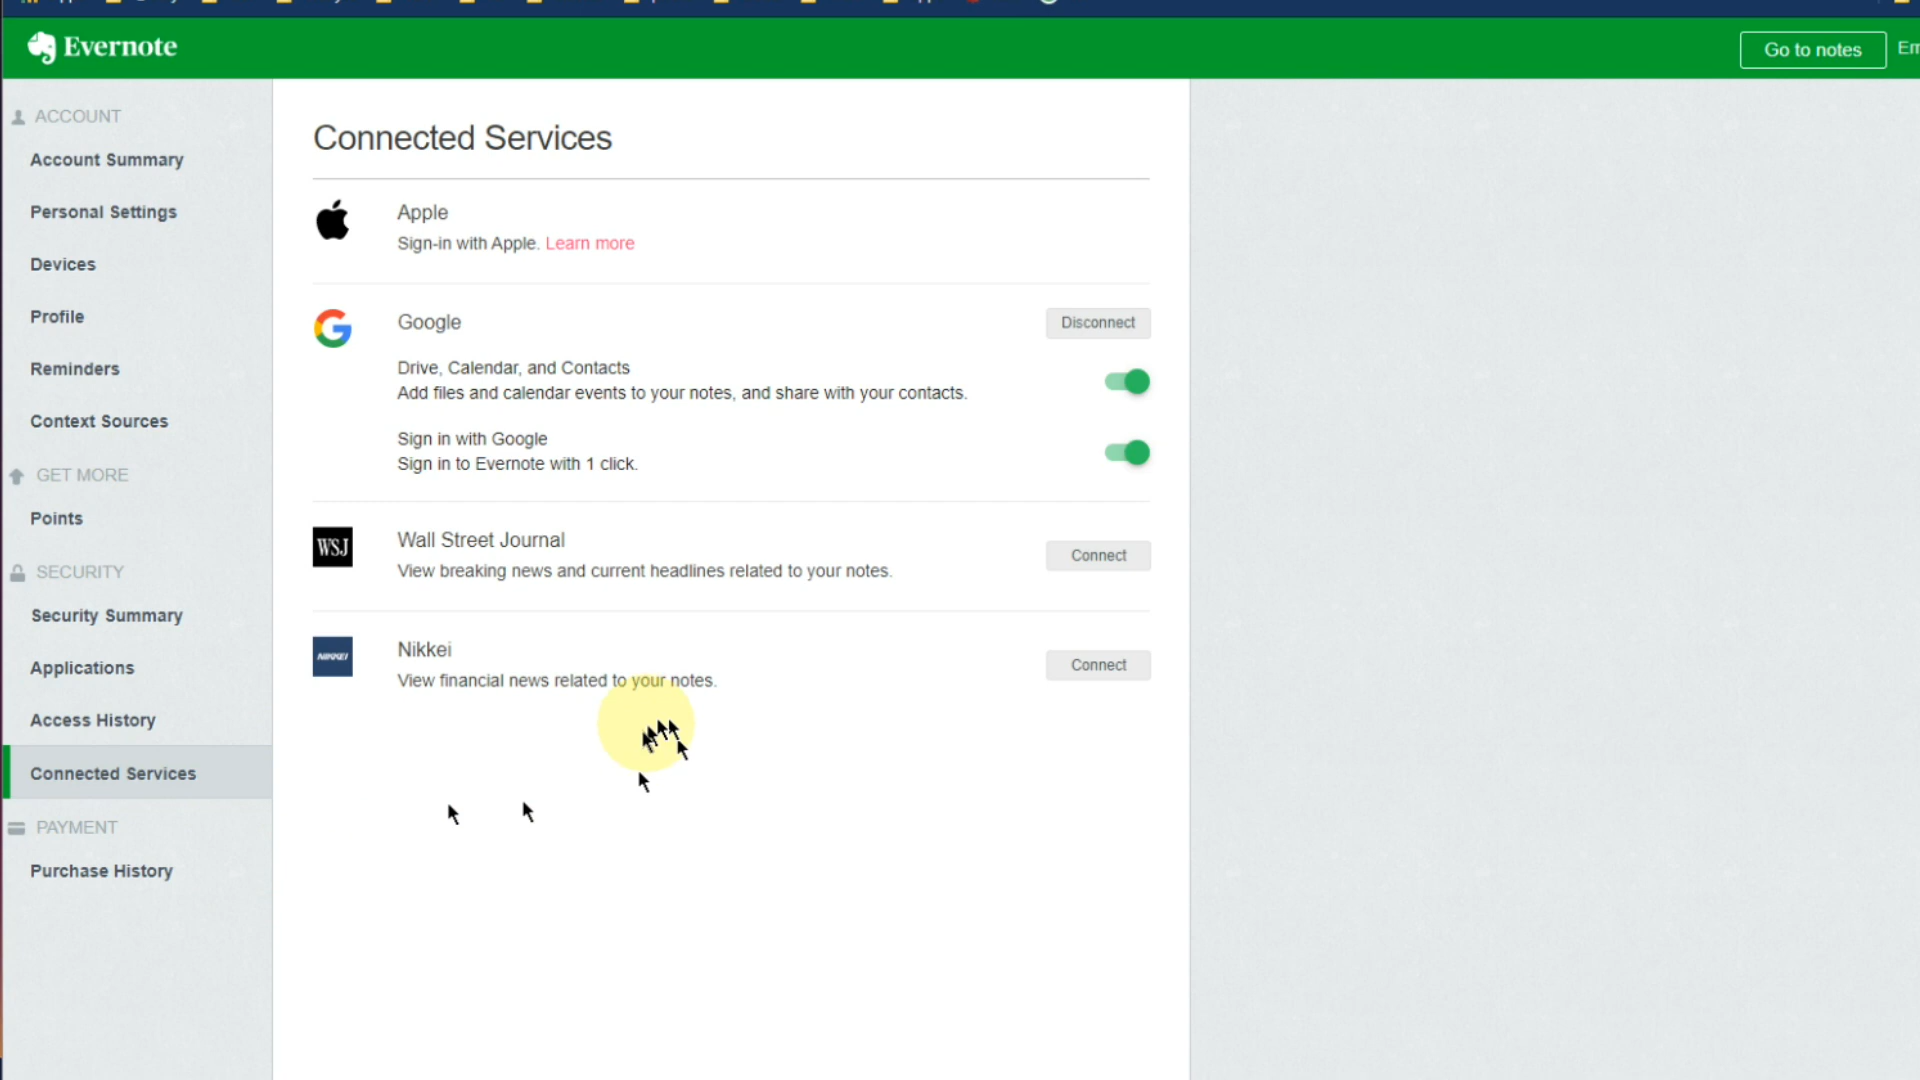 Evernote
Go to notes
ACCOUNT
Account Summary
Personal Settings
Devices
Profile
Reminders
Context Sources
GET MORE
Points
SECURITY
Security Summary
Applications
Access History
Connected Services
PAYMENT
Purchase History
Connected Services
Apple
Sign-in with Apple. Learn more
Google
Disconnect
Drive, Calendar, and Contacts
Add files and calendar events to your notes, and share with your contacts.
Sign in with Google
Sign in to Evernote with 1 click.
WSJ
Wall Street Journal
View breaking news and current headlines related to your notes.
Connect
NIKKEI
Nikkei
View financial news related to your notes.
Connect